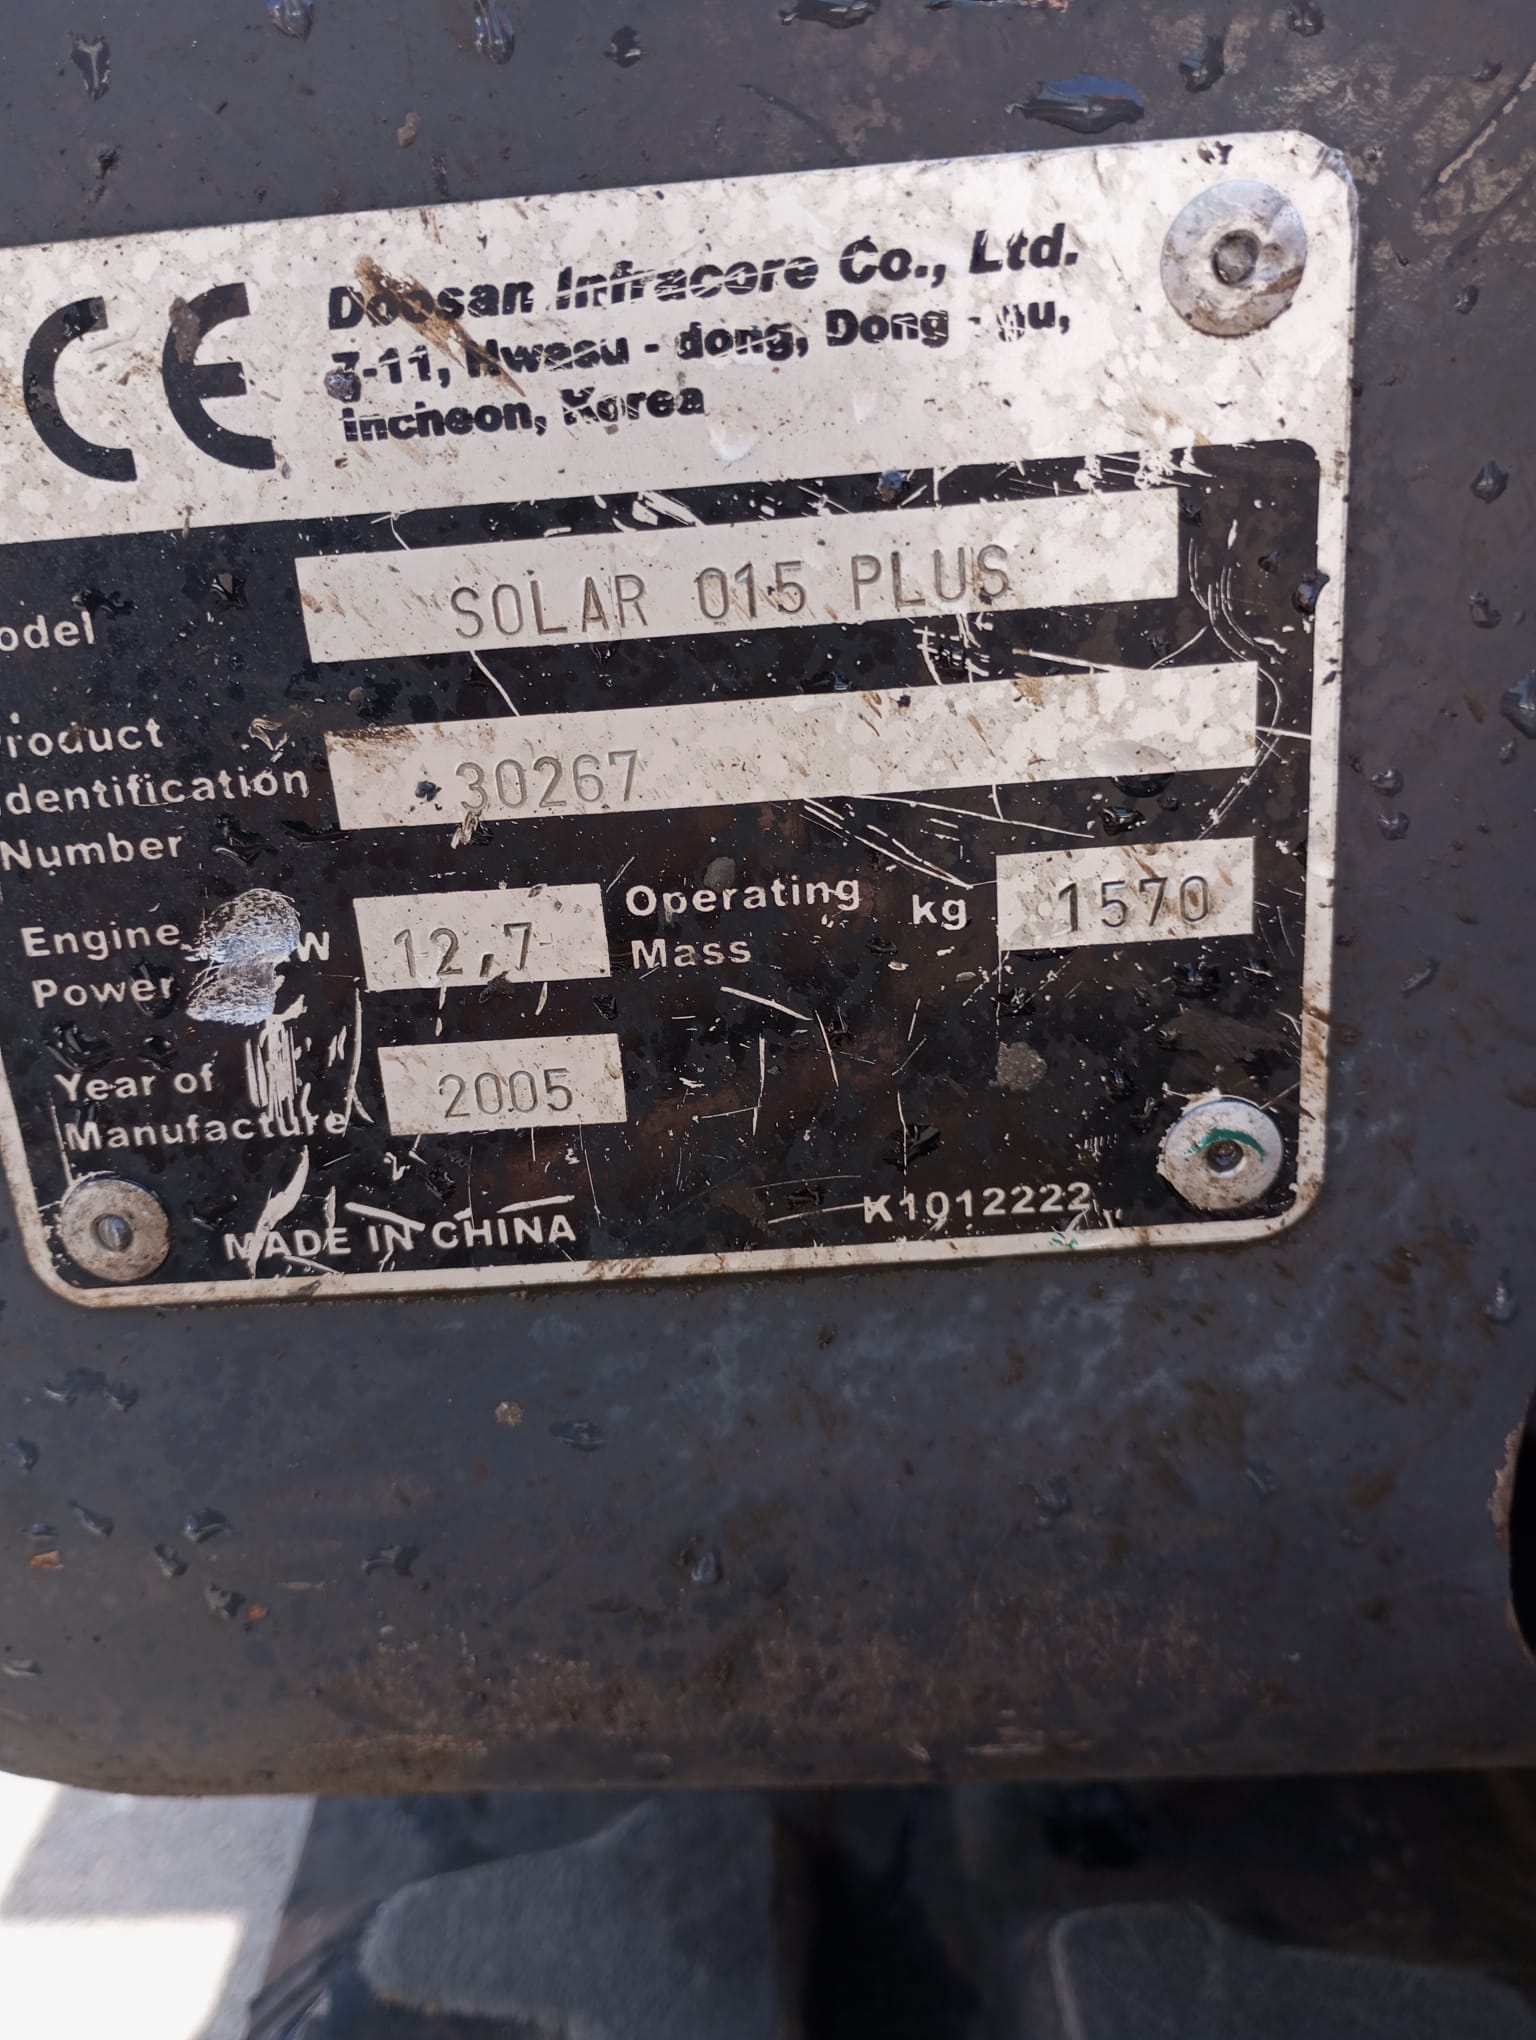 CE
Doosan Infracore Co., Ltd.
7-11, Hwasu - dong, Dong - gu,
Incheon, Korea
odel SOLAR 015 PLUS
roduct
dentification 30267
Number
Engine W 12,7 Operating kg 1570
Power Mass
Year of 2005
Manufacture
MADE IN CHINA K1012222